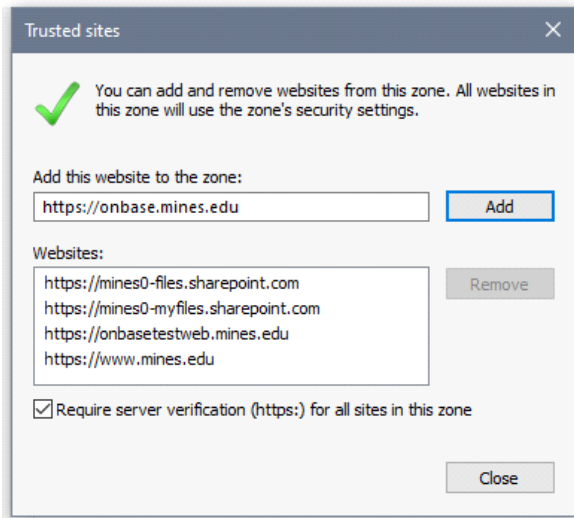 Trusted sites
You can add and remove websites from this zone. All websites in
this zone will use the zone's security settings.
Add this website to the zone:
https://onbase.mines.edu
Add
Websites:
https://mines0-files.sharepoint.com
https://mines0-myfiles.sharepoint.com
https://onbasetestweb.mines.edu
https://www.mines.edu
Remove
Require server verification (https:) for all sites in this zone
Close